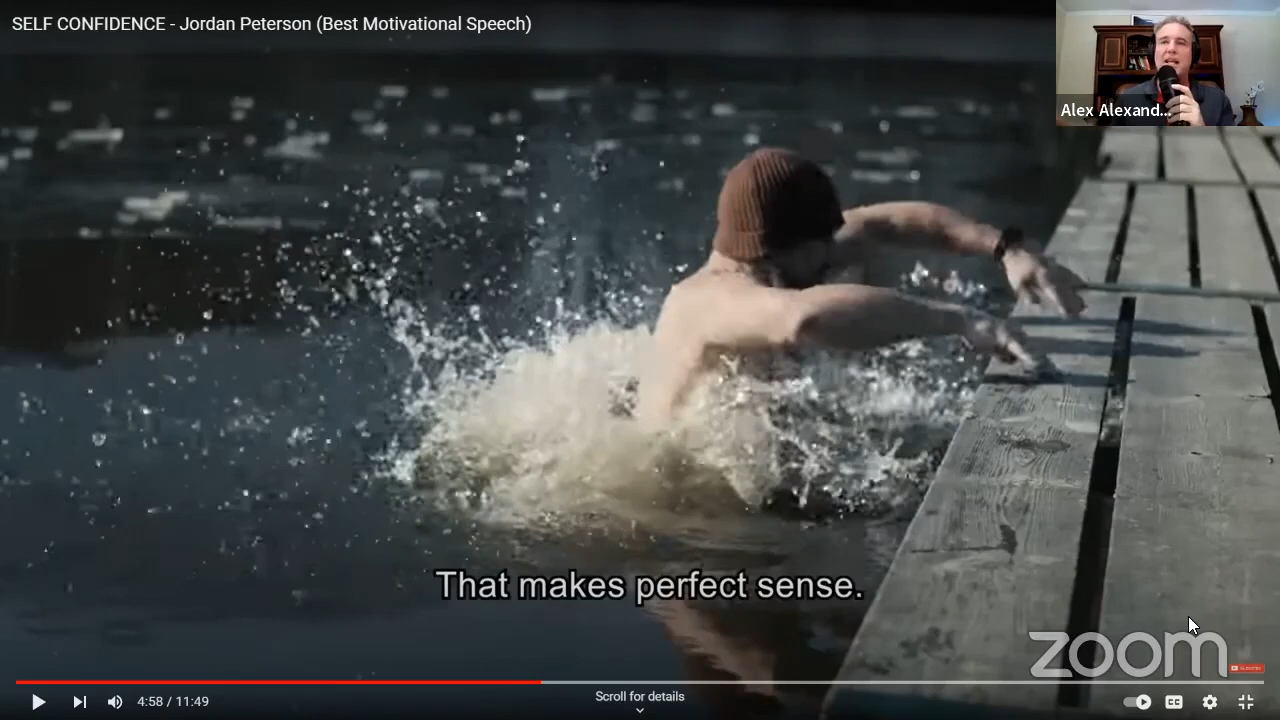 SELF CONFIDENCE - Jordan Peterson (Best Motivational Speech)
Alex Alexand...
That makes perfect sense.
zoom
4:58 / 11:49
Scroll for details
CC